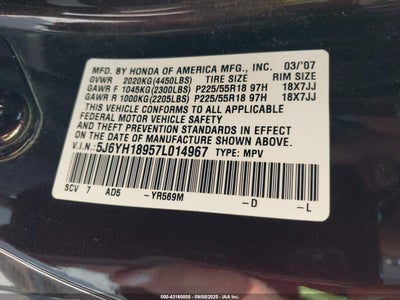 MFD. BY HONDA OF AMERICA MFG., INC. 03/'07
GVWR 2020KG(4450LBS) TIRE SIZE RIM SIZE
GAWR F 1045KG(2300LBS) P225/55R18 97H 18X7JJ
GAWR R 1000KG(2205LBS) P225/55R18 97H 18X7JJ
THIS VEHICLE CONFORMS TO ALL APPLICABLE
FEDERAL MOTOR VEHICLE SAFETY STANDARDS
IN EFFECT ON THE DATE OF MANUFACTURE SHOWN
ABOVE.
V.I.N.: 5J6YH18957L014967 TYPE: MPV
SCV 7 AD5 -YR569M -D -L
000-43160005 - 09/05/2025 - IAA, Inc.